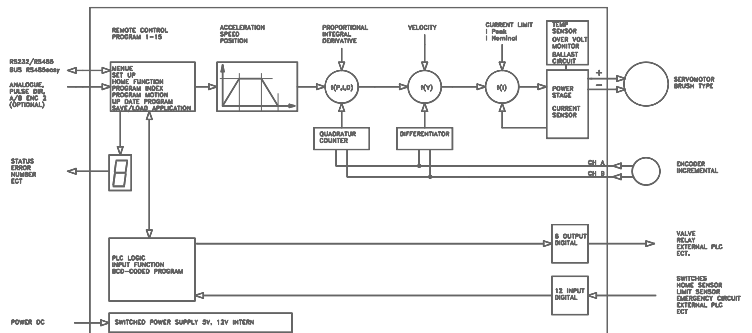 REMOTE CONTROL
PROGRAM 1-15
ACCELERATION
SPEED
POSITION
PROPORTIONAL
INTEGRAL
DERIVATIVE
VELOCITY
CURRENT LIMIT
I Peak
I Nominal
TEMP
SENSOR
OVER VOLT
MONITOR
BALLAST
CIRCUIT
RS232/RS485
BUS RS485easy
ANALOGUE,
PULSE DIR,
A/B ENC 2
(OPTIONAL)
MENUE
SET UP
HOME FUNCTION
PROGRAM INDEX
PROGRAM MOTION
UP DATE PROGRAM
SAVE/LOAD APPLICATION
POWER
STAGE
CURRENT
SENSOR
+
-
SERVOMOTOR
BRUSH TYPE
QUADRATUR
COUNTER
DIFFERENTIATOR
CH A
CH B
ENCODER
INCREMENTAL
STATUS
ERROR
NUMBER
ECT
8
PLC LOGIC
INPUT FUNCTION
BCD-CODED PROGRAM
DIGITAL
VALVE
RELAY
EXTERNAL PLC
ECT.
12 INPUT
DIGITAL
SWITCHES
HOME SENSOR
LIMIT SENSOR
EMERGENCY CIRCUIT
EXTERNAL PLC
ECT
POWER DC
SWITCHED POWER SUPPLY 5V, 12V INTERN